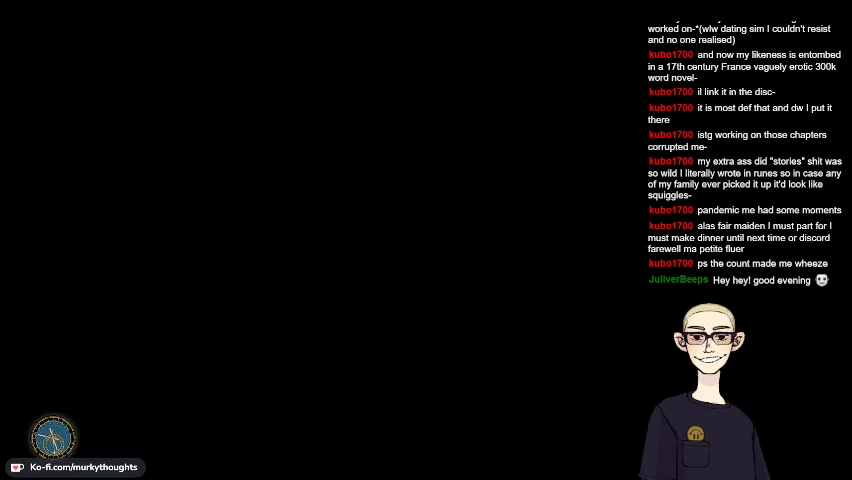 worked on-*(wlw dating sim I couldn't resist
and no one realised)
kubo1700 and now my likeness is entombed
in a 17th century France vaguely erotic 300k
word novel-
kubo1700 il link it in the disc-
kubo1700 it is most def that and dw I put it
there
kubo1700 istg working on those chapters
corrupted me-
kubo1700 my extra ass did "stories" shit was
so wild I literally wrote in runes so in case any
of my family ever picked it up it'd look like
squiggles-
kubo1700 pandemic me had some moments
kubo1700 alas fair maiden I must part for I
must make dinner until next time or discord
farewell ma petite fluer
kubo1700 ps the count made me wheeze
JuliverBeeps Hey hey! good evening
Ko-fi.com/murkythoughts